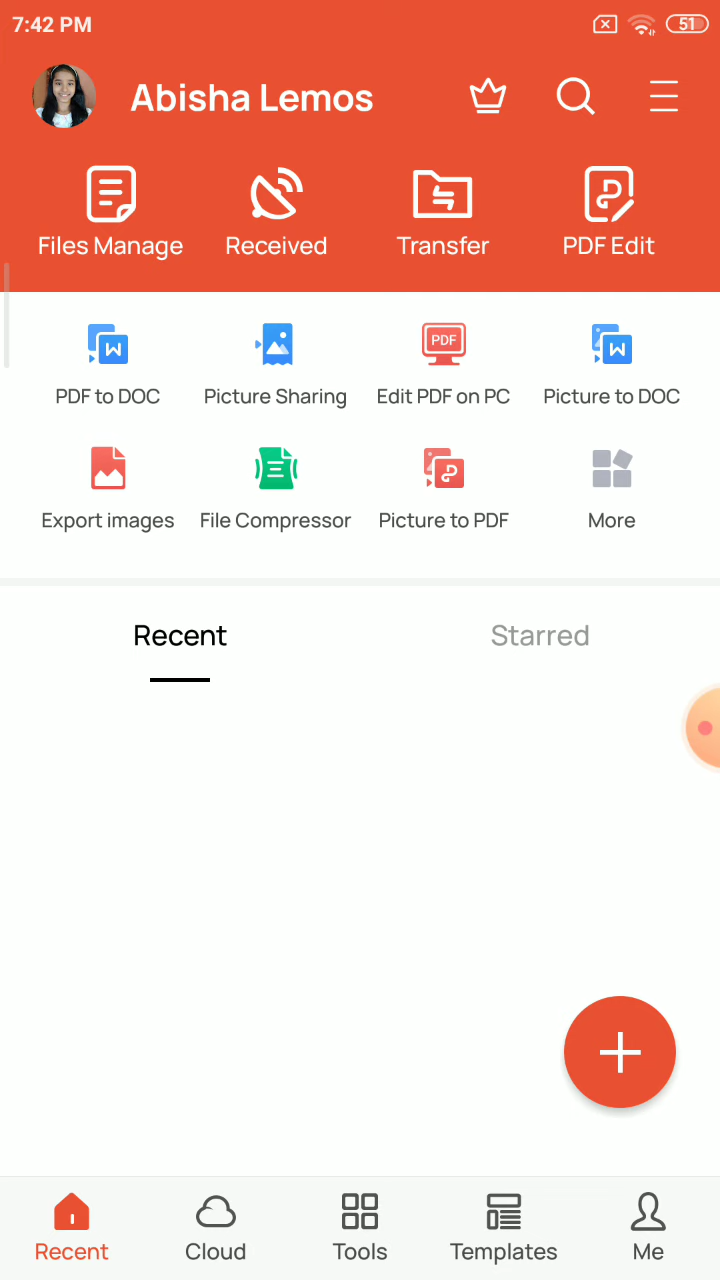 7:42 PM 51
Abisha Lemos
Files Manage Received Transfer PDF Edit
PDF
PDF to DOC Picture Sharing Edit PDF on PC Picture to DOC
Export images File Compressor Picture to PDF More
Recent Starred
Recent Cloud Tools Templates Me